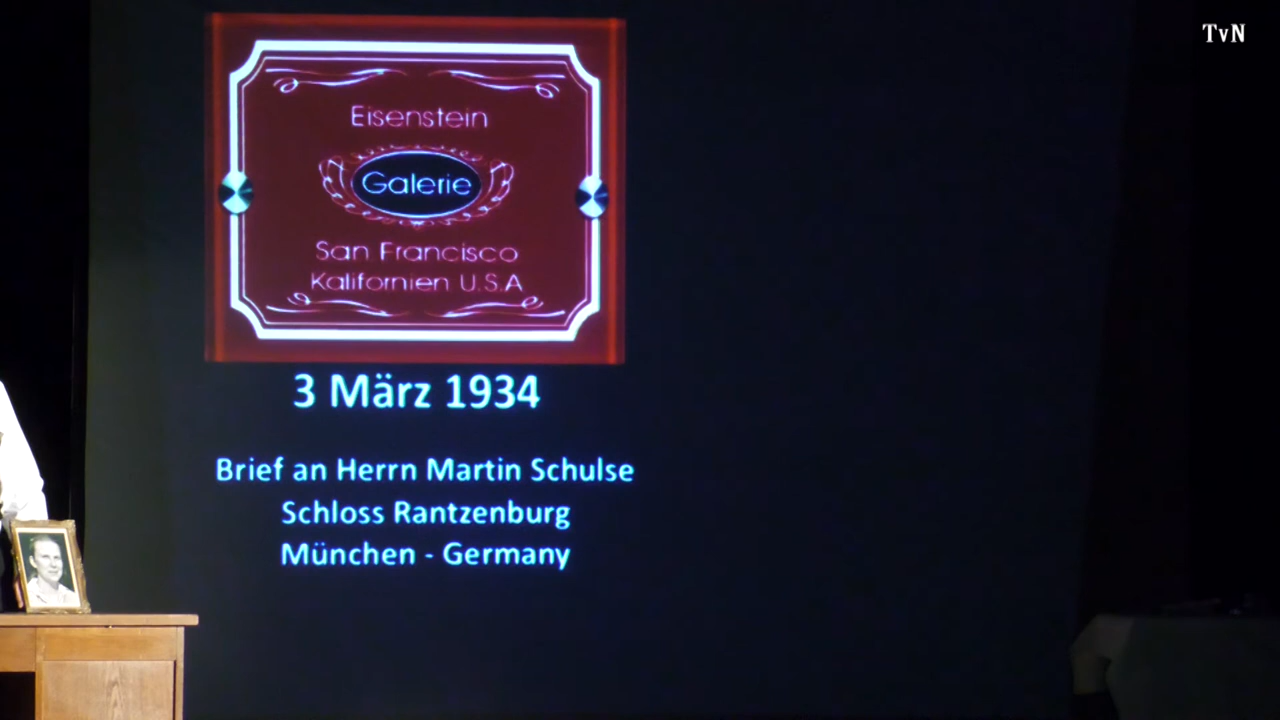 TvN
Eisenstein
Galerie
San Francisco
Kalifornien U.S.A
3 März 1934
Brief an Herrn Martin Schulse
Schloss Rantzenburg
München - Germany